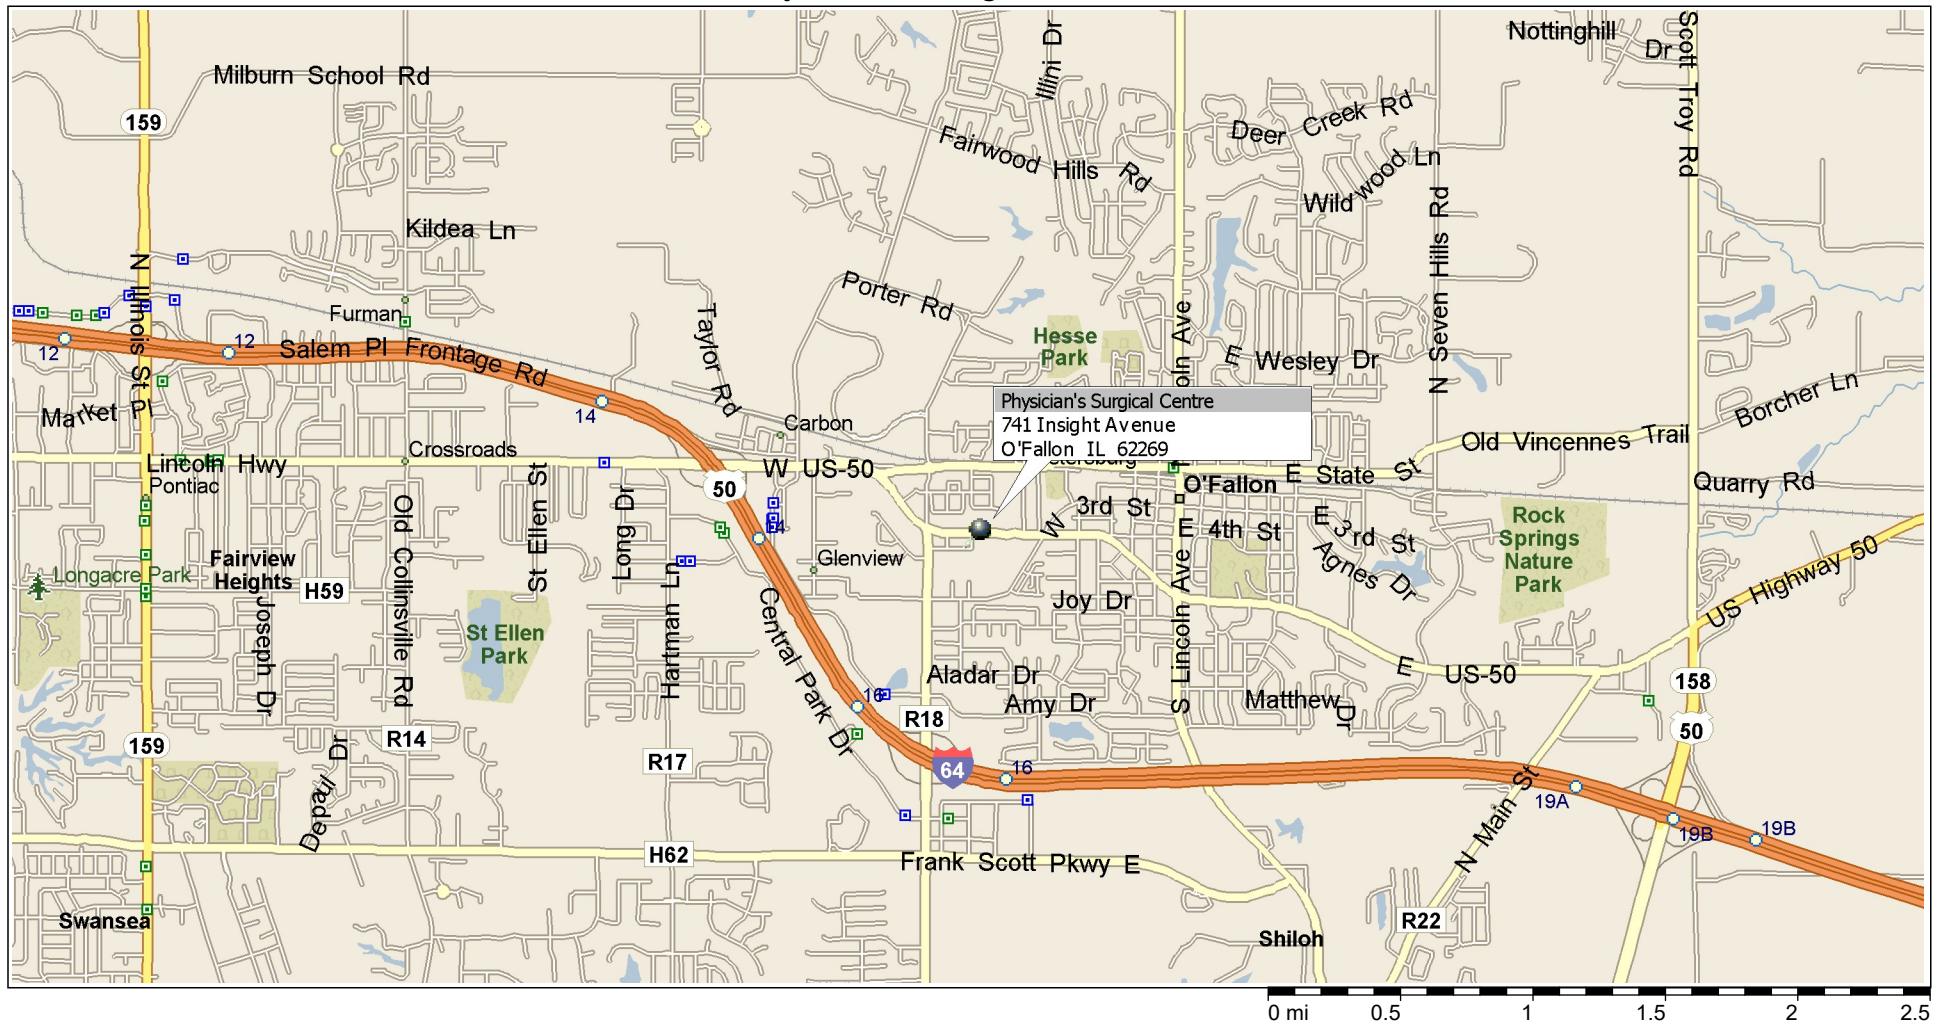 Nottinghill
Dr
Scott Troy Rd
Illini Dr
Milburn School Rd
159
Deer Creek Rd
Fairwood Hills Rd
Wildwood Ln
N Seven Hills Rd
Kildea Ln
N Illinois St
Furman
Porter Rd
Taylor Rd
Hesse
Park
E Wesley Dr
12
12
Salem Pl Frontage Rd
14
Market Pl
Borcher Ln
Physician's Surgical Centre
741 Insight Avenue
O'Fallon IL 62269
Carbon
Crossroads
Old Vincennes Trail
Lincoln Hwy
Pontiac
W US-50
50
E State St
O'Fallon
Quarry Rd
W 3rd St
E 4th St
E 3rd St
Agnes Dr
Rock
Springs
Nature
Park
14
Old Collinsville Rd
St Ellen St
Long Dr
Hartman Ln
Glenview
Fairview
Heights
Longacre Park
H59
Joseph Dr
St Ellen
Park
Central Park Dr
Joy Dr
S Lincoln Ave
US Highway 50
Aladar Dr
Amy Dr
E US-50
Matthew Dr
158
50
16
R18
R14
159
R17
Depaul Dr
64
16
19A
19B
19B
N Main St
H62
Frank Scott Pkwy E
Swansea
Shiloh
R22
0 mi 0.5 1 1.5 2 2.5